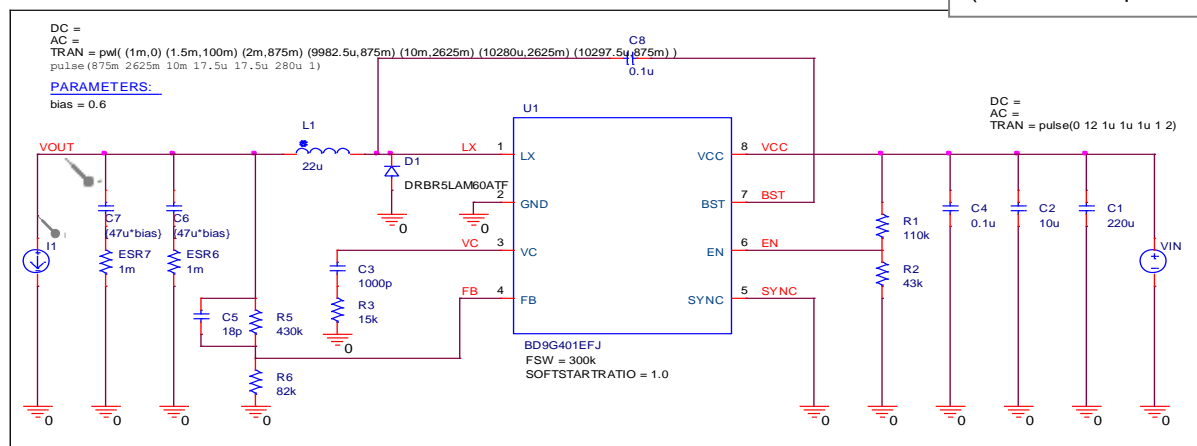 DC =
AC =
TRAN = pwl( (1m,0) (1.5m,100m) (2m,875m) (9982.5u,875m) (10m,2625m) (10280u,2625m) (10297.5u,875m) )
pulse(875m 2625m 10m 17.5u 17.5u 280u 1)
PARAMETERS:
bias = 0.6
C8
0.1u
U1
DC =
AC =
TRAN = pulse(0 12 1u 1u 1u 1 2)
VOUT
L1
22u
LX
1
LX
VCC
8
VCC
D1
DRBR5LAM60ATF
0
2
GND
0
BST
7
BST
C7
{47u*bias}
C6
{47u*bias}
ESR7
1m
ESR6
1m
I1
VC
3
VC
EN
6
EN
C3
1000p
R3
15k
0
FB
4
FB
SYNC
5
SYNC
C5
18p
R5
430k
R6
82k
BD9G401EFJ
FSW = 300k
SOFTSTARTRATIO = 1.0
R1
110k
R2
43k
C4
0.1u
C2
10u
C1
220u
VIN
0
0
0
0
0
0
0
0
0
0